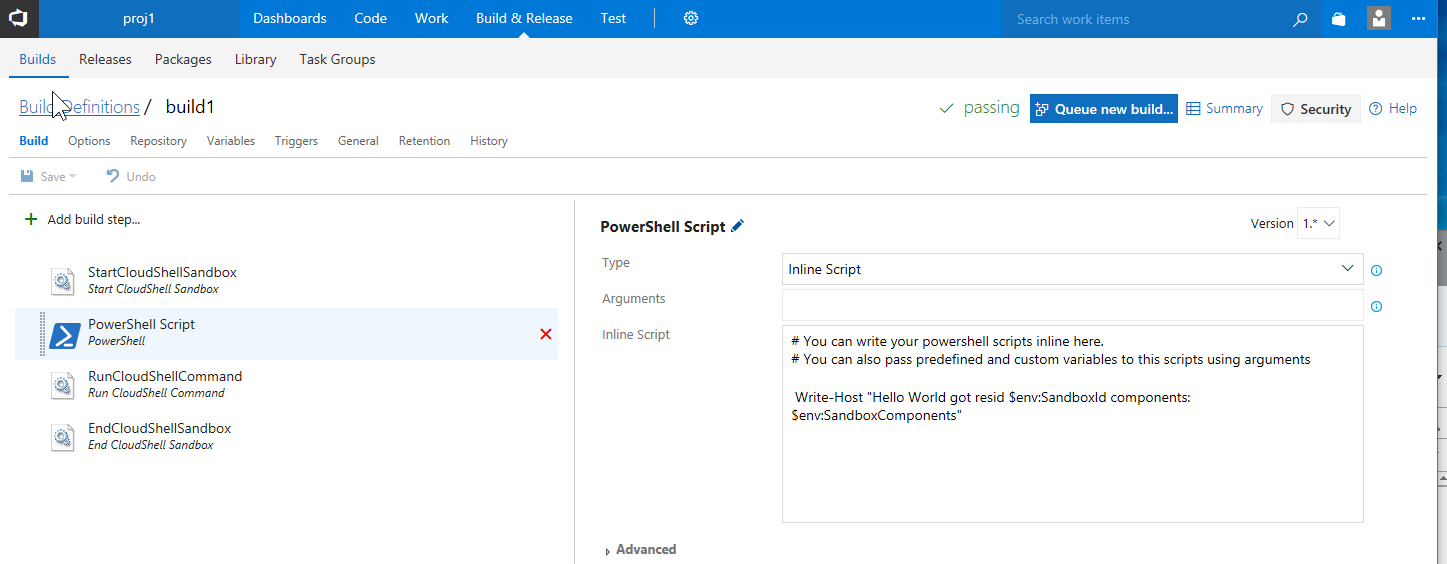 proj1 Dashboards Code Work Build & Release Test Search work items
Builds Releases Packages Library Task Groups
Build Definitions / build1 passing Queue new build... Summary Security Help
Build Options Repository Variables Triggers General Retention History
Save Undo
Add build step...
StartCloudShellSandbox
Start CloudShell Sandbox
PowerShell Script
PowerShell
RunCloudShellCommand
Run CloudShell Command
EndCloudShellSandbox
End CloudShell Sandbox
PowerShell Script Version 1.*
Type Inline Script
Arguments
Inline Script
# You can write your powershell scripts inline here.
# You can also pass predefined and custom variables to this scripts using arguments
Write-Host "Hello World got resid $env:SandboxId components:
$env:SandboxComponents"
Advanced